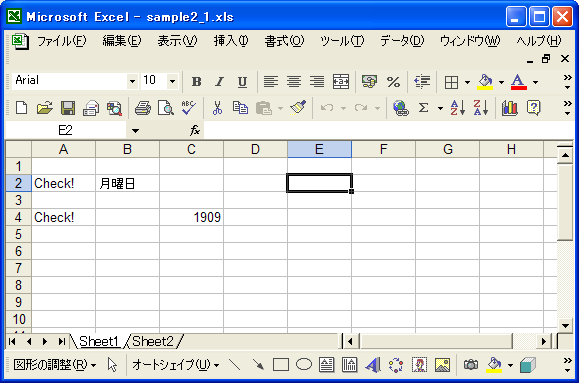 Microsoft Excel - sample2_1.xls
ファイル(F) 編集(E) 表示(V) 挿入(I) 書式(O) ツール(T) データ(D) ウィンドウ(W) ヘルプ(H)
Arial 10 B I U %
ABC Σ A Z Z A ?
E2 fx
A B C D E F G H
1
2 Check! 月曜日
3
4 Check! 1909
5
6
7
8
9
10
Sheet1 Sheet2
図形の調整(R) オートシェイプ(U) A